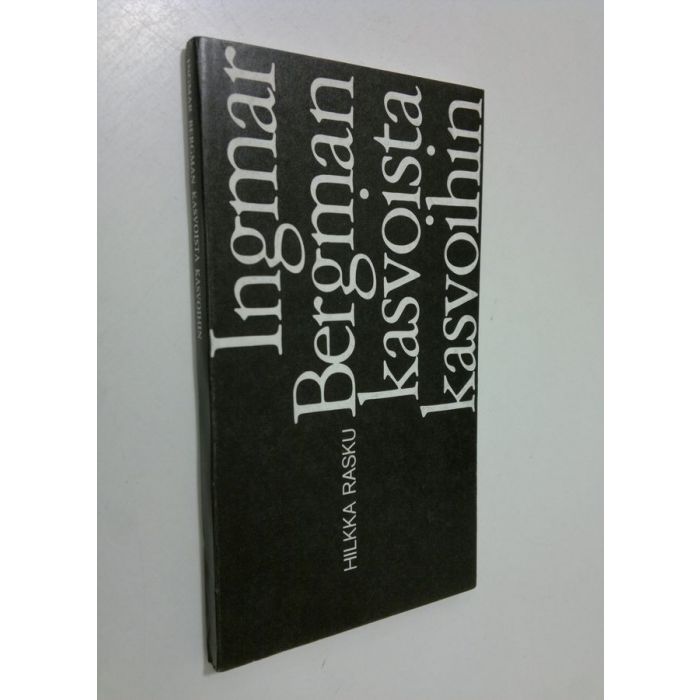 Ingmar
Bergman
kasvoista
kasvoihin
HILKKA RASKU
INGMAR BERGMAN KASVOISTA KASVOIHIN